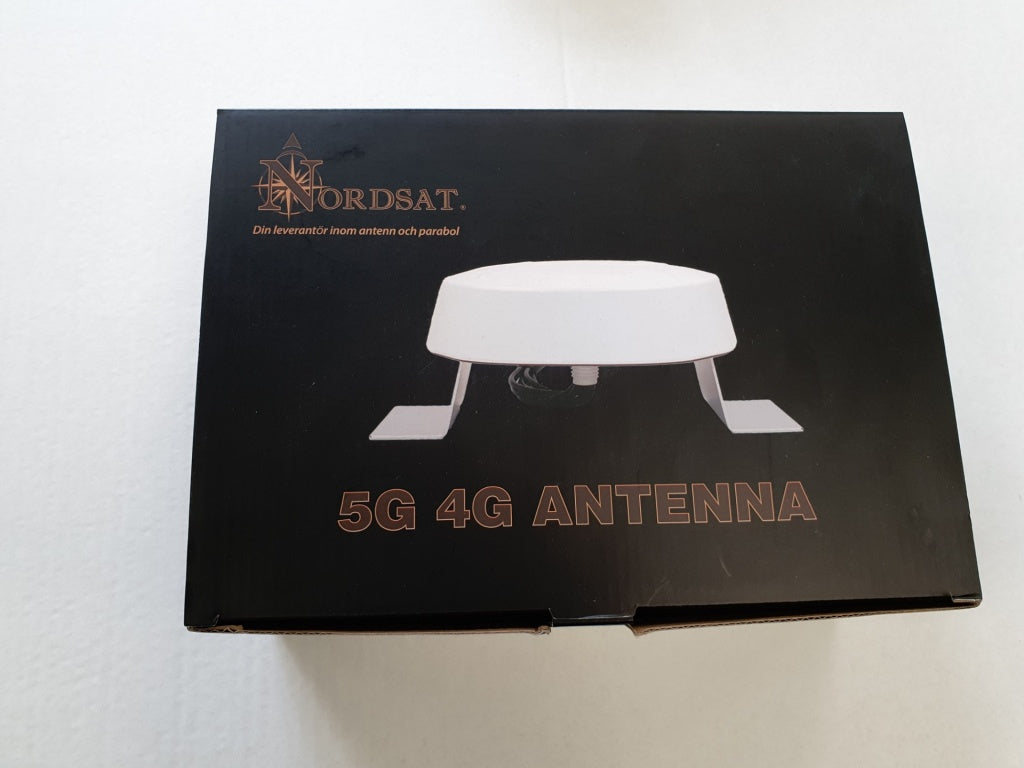 NORDSAT®
Din leverantör inom antenn och parabol
5G 4G ANTENNA